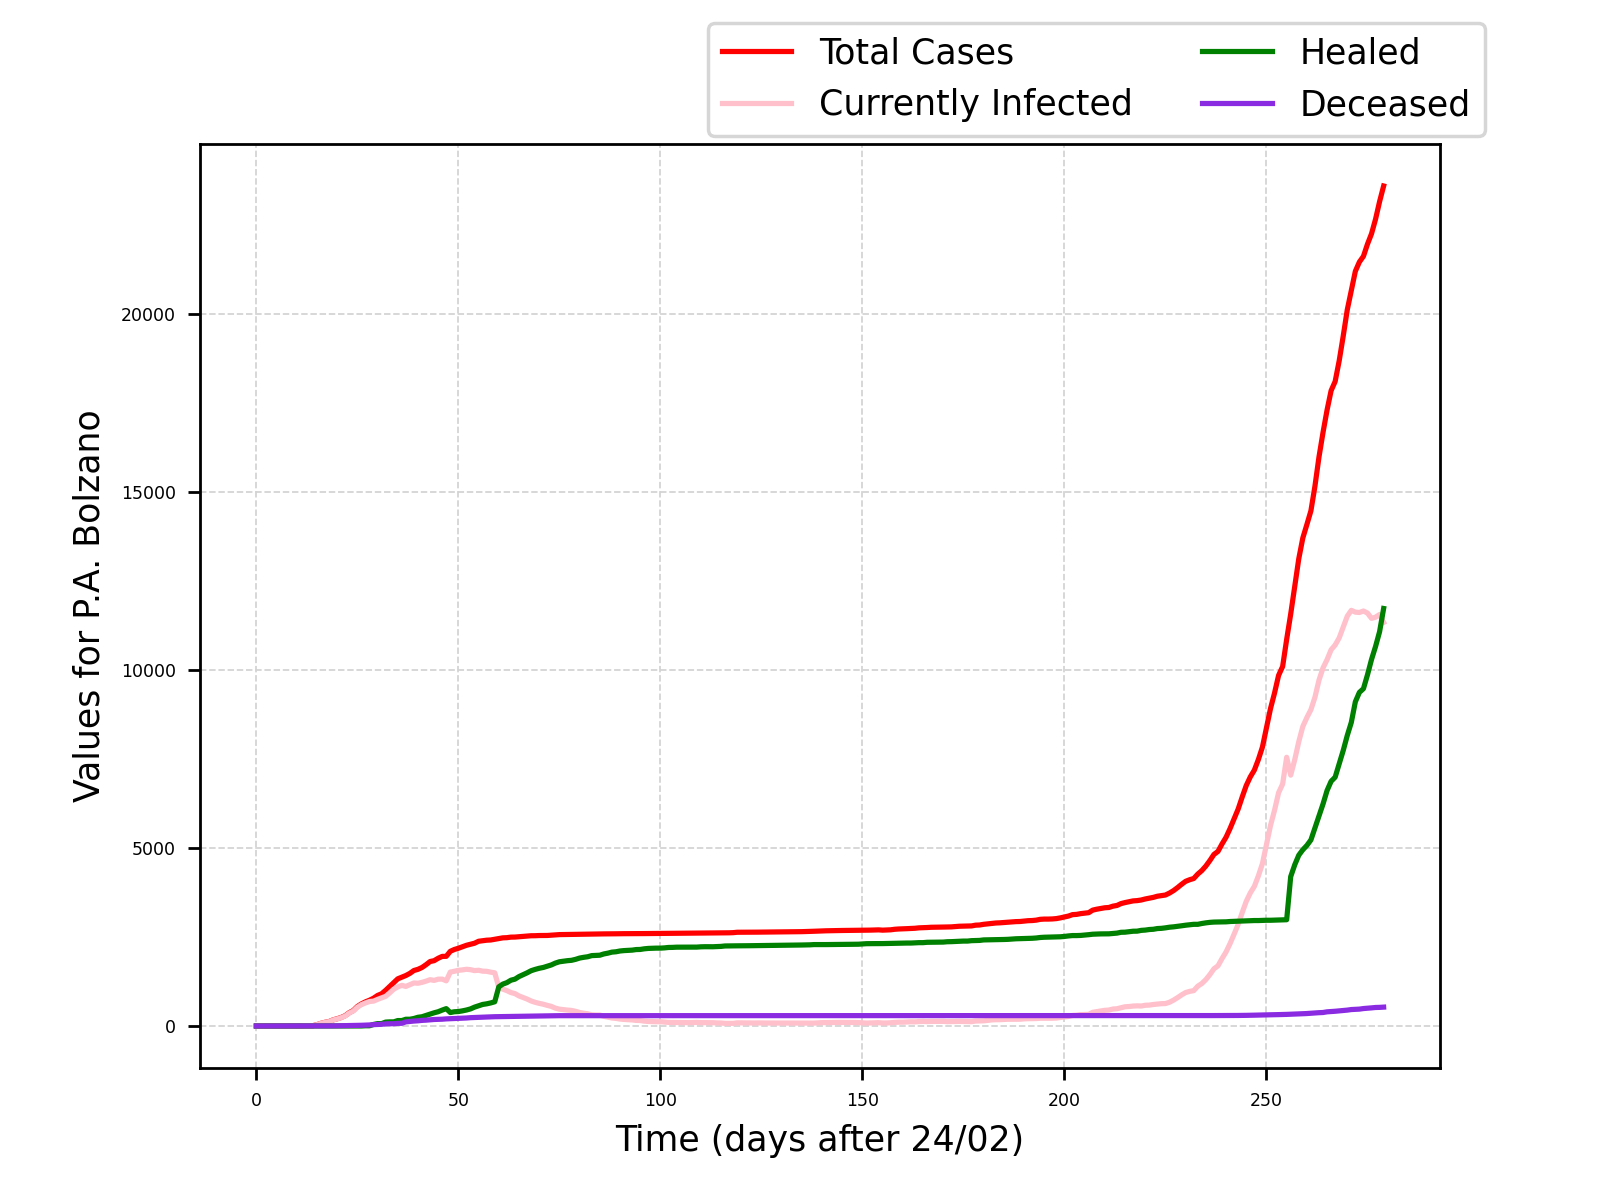 Total Cases
Currently Infected
Healed
Deceased
Values for P.A. Bolzano
20000
15000
10000
5000
0
0 50 100 150 200 250
Time (days after 24/02)